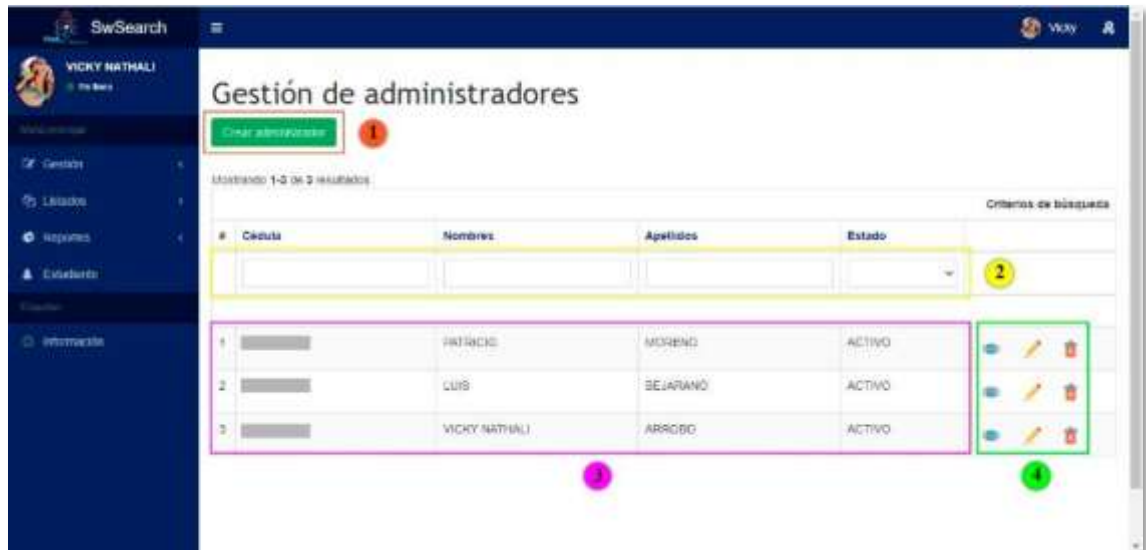 SwSearch
Vicky
VICKY NATHALI
Gestión de administradores
Crear administrador
1
Mostrando 1-3 de 3 resultados
Gestión
Listados
Reportes
Estudiante
Información
Criterios de búsqueda
# Cédula Nombres Apellidos Estado
2
1 PATRICIO MORENO ACTIVO
2 LUIS BEJARANO ACTIVO
3 VICKY NATHALI ARROBO ACTIVO
3
4